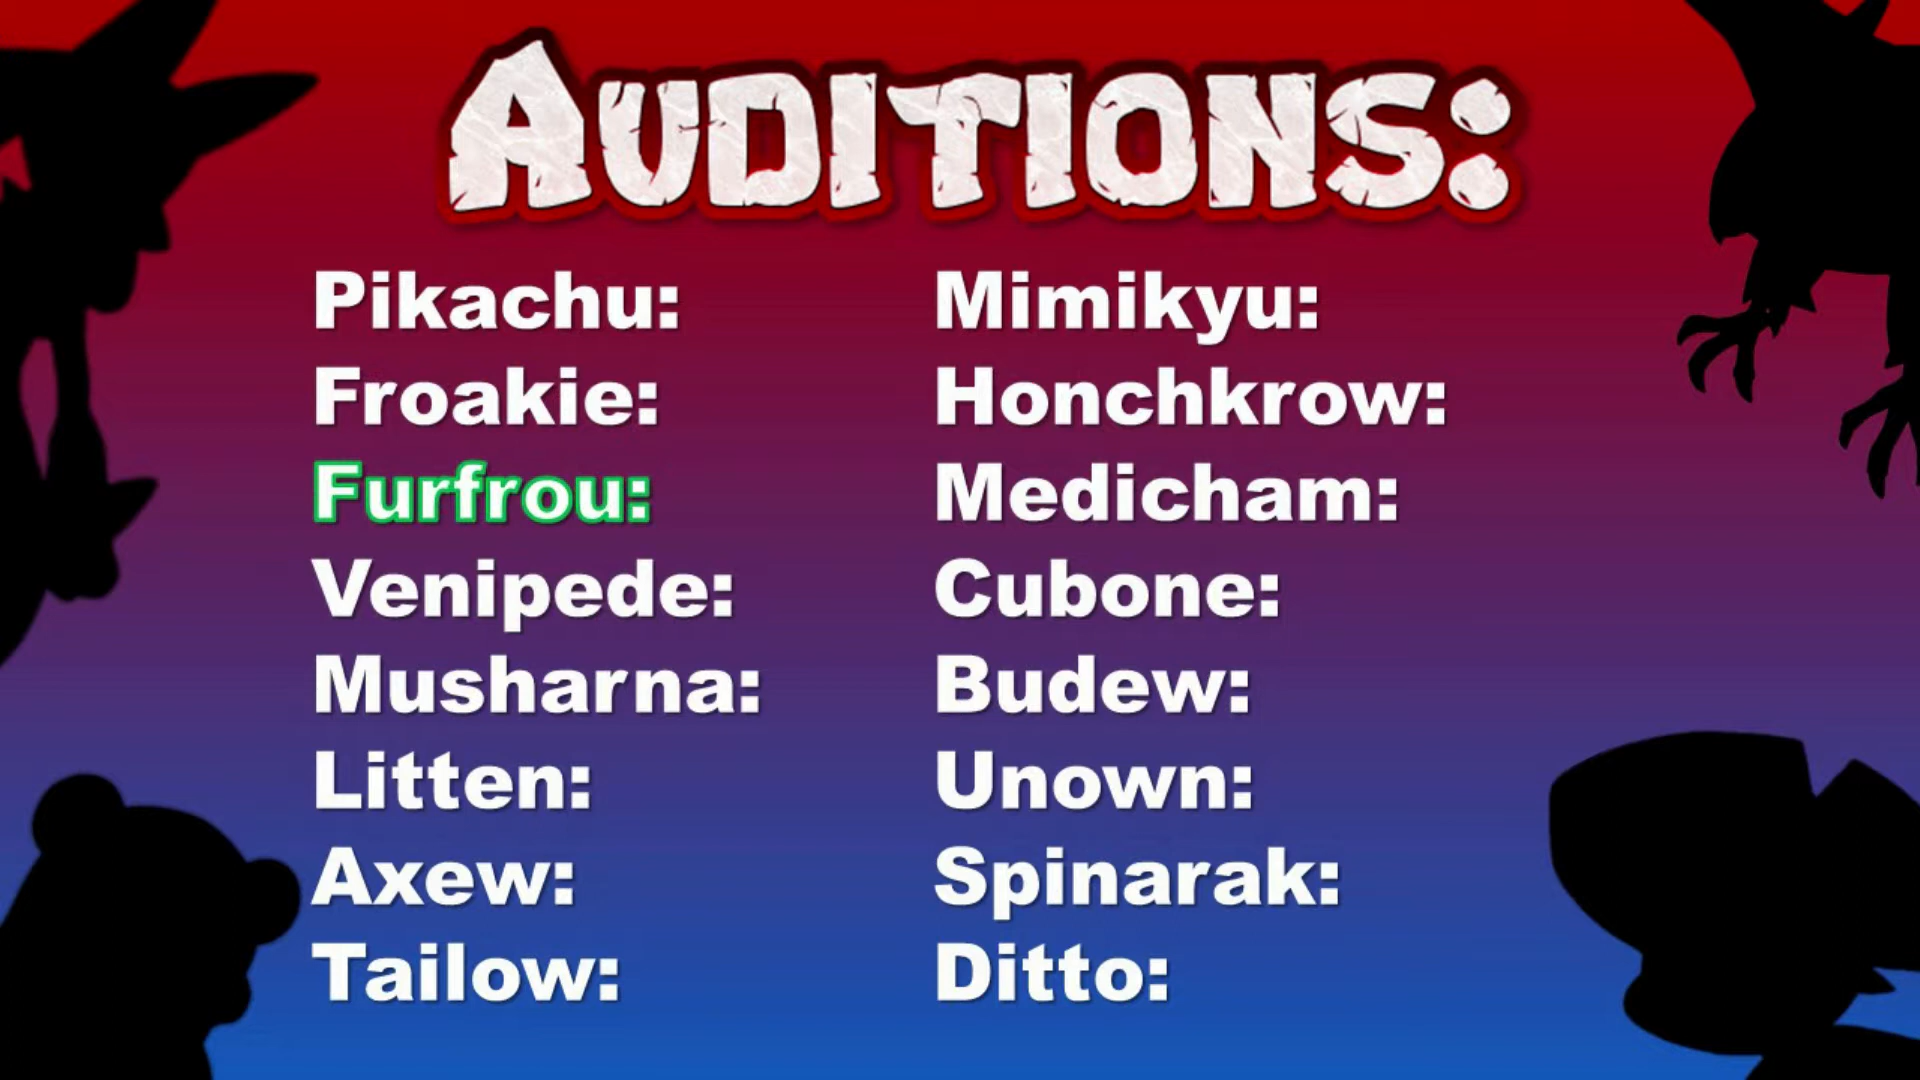 AUDITIONS:
Pikachu:
Froakie:
Furfrou:
Venipede:
Musharna:
Litten:
Axew:
Tailow:
Mimikyu:
Honchkrow:
Medicham:
Cubone:
Budew:
Unown:
Spinarak:
Ditto: